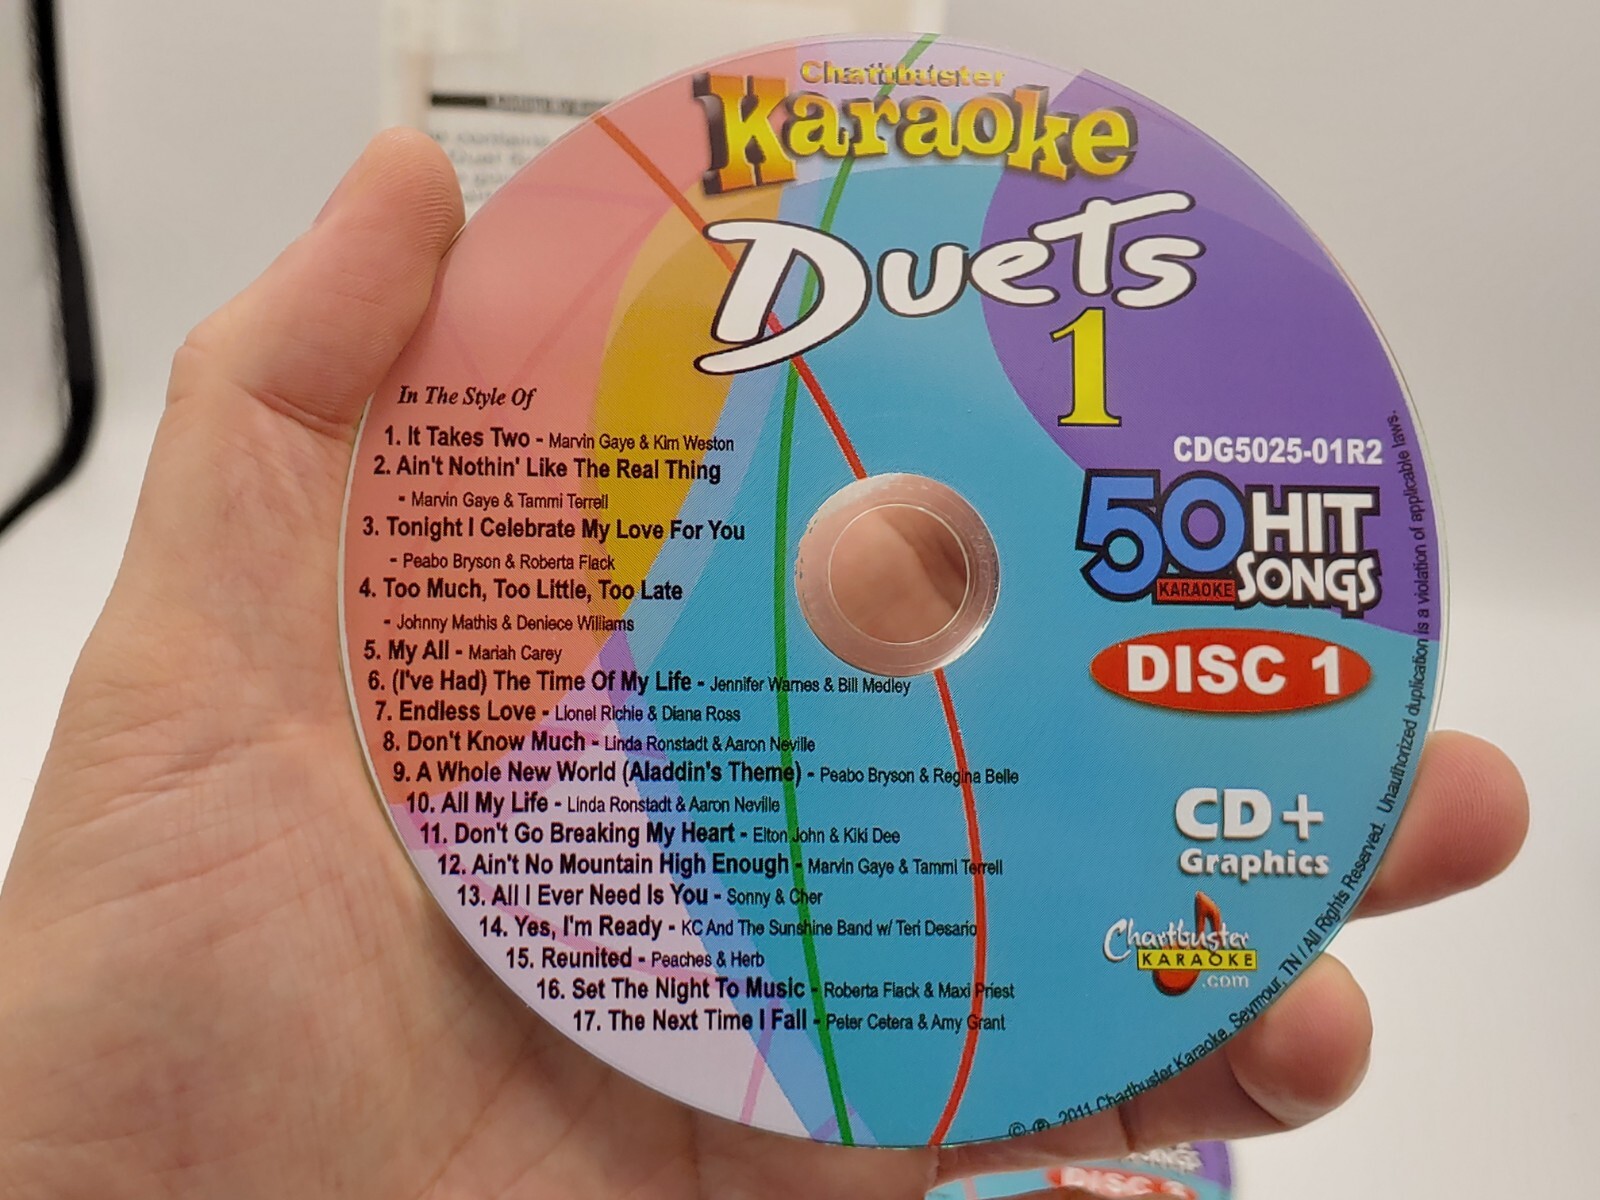 Chartbuster
Karaoke
Duets
1
In The Style Of
1. It Takes Two - Marvin Gaye & Kim Weston
2. Ain't Nothin' Like The Real Thing
- Marvin Gaye & Tammi Terrell
3. Tonight I Celebrate My Love For You
- Peabo Bryson & Roberta Flack
4. Too Much, Too Little, Too Late
- Johnny Mathis & Deniece Williams
5. My All - Mariah Carey
6. (I've Had) The Time Of My Life - Jennifer Warnes & Bill Medley
7. Endless Love - Lionel Richie & Diana Ross
8. Don't Know Much - Linda Ronstadt & Aaron Neville
9. A Whole New World (Aladdin's Theme) - Peabo Bryson & Regina Belle
10. All My Life - Linda Ronstadt & Aaron Neville
11. Don't Go Breaking My Heart - Elton John & Kiki Dee
12. Ain't No Mountain High Enough - Marvin Gaye & Tammi Terrell
13. All I Ever Need Is You - Sonny & Cher
14. Yes, I'm Ready - KC And The Sunshine Band w/ Teri Desario
15. Reunited - Peaches & Herb
16. Set The Night To Music - Roberta Flack & Maxi Priest
17. The Next Time I Fall - Peter Cetera & Amy Grant
CDG5025-01R2
50 HIT
KARAOKE SONGS
DISC 1
CD+
Graphics
Chartbuster
KARAOKE
.com
© ℗ 2011 Chartbuster Karaoke, Seymour, TN / All Rights Reserved. Unauthorized duplication is a violation of applicable laws.
DISC 2